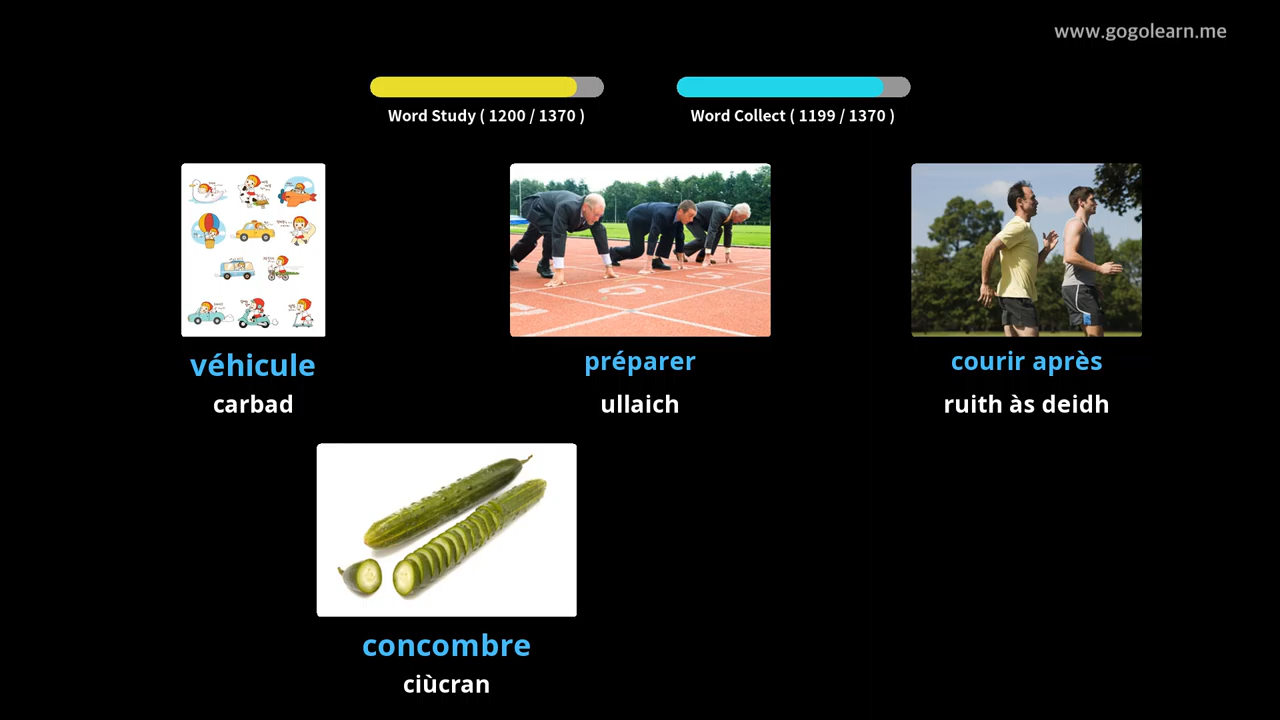 www.gogolearn.me
Word Study ( 1200 / 1370 )
Word Collect ( 1199 / 1370 )
véhicule
préparer
courir après
carbad
ullaich
ruith às deidh
concombre
ciùcran